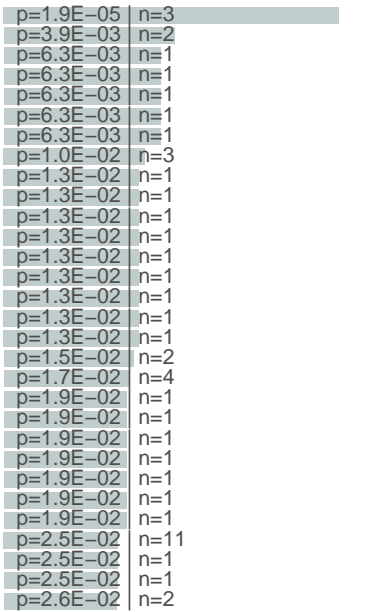 p=1.9E−05 | n=3
p=3.9E−03 | n=2
p=6.3E−03 | n=1
p=6.3E−03 | n=1
p=6.3E−03 | n=1
p=6.3E−03 | n=1
p=6.3E−03 | n=1
p=1.0E−02 | n=3
p=1.3E−02 | n=1
p=1.3E−02 | n=1
p=1.3E−02 | n=1
p=1.3E−02 | n=1
p=1.3E−02 | n=1
p=1.3E−02 | n=1
p=1.3E−02 | n=1
p=1.3E−02 | n=1
p=1.3E−02 | n=1
p=1.5E−02 | n=2
p=1.7E−02 | n=4
p=1.9E−02 | n=1
p=1.9E−02 | n=1
p=1.9E−02 | n=1
p=1.9E−02 | n=1
p=1.9E−02 | n=1
p=1.9E−02 | n=1
p=1.9E−02 | n=1
p=2.5E−02 | n=11
p=2.5E−02 | n=1
p=2.5E−02 | n=1
p=2.6E−02 | n=2